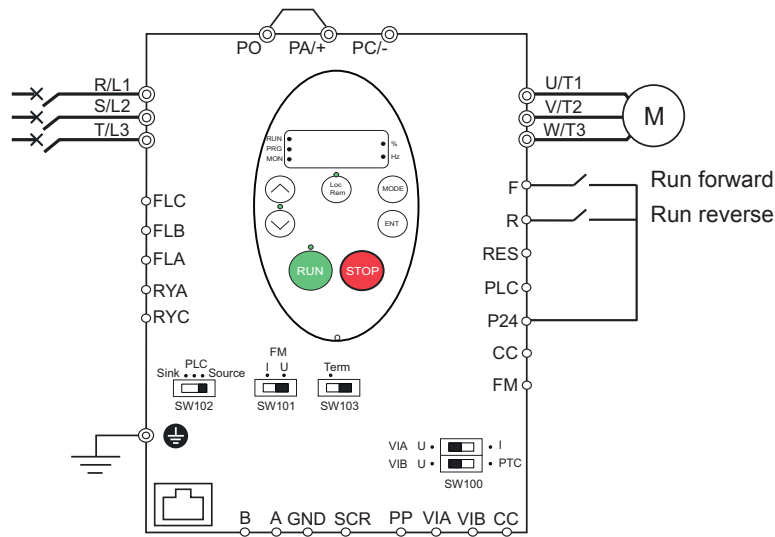 PO PA/+ PC/-
R/L1
S/L2
T/L3
U/T1
V/T2
W/T3
M
RUN
PRG
MON
%
Hz
Loc
Rem
MODE
ENT
RUN
STOP
FLC
FLB
FLA
RYA
RYC
F
R
RES
PLC
P24
CC
FM
Run forward
Run reverse
PLC
Sink Source
SW102
FM
I U
SW101
Term
SW103
VIA U I
VIB U PTC
SW100
B A GND SCR PP VIA VIB CC